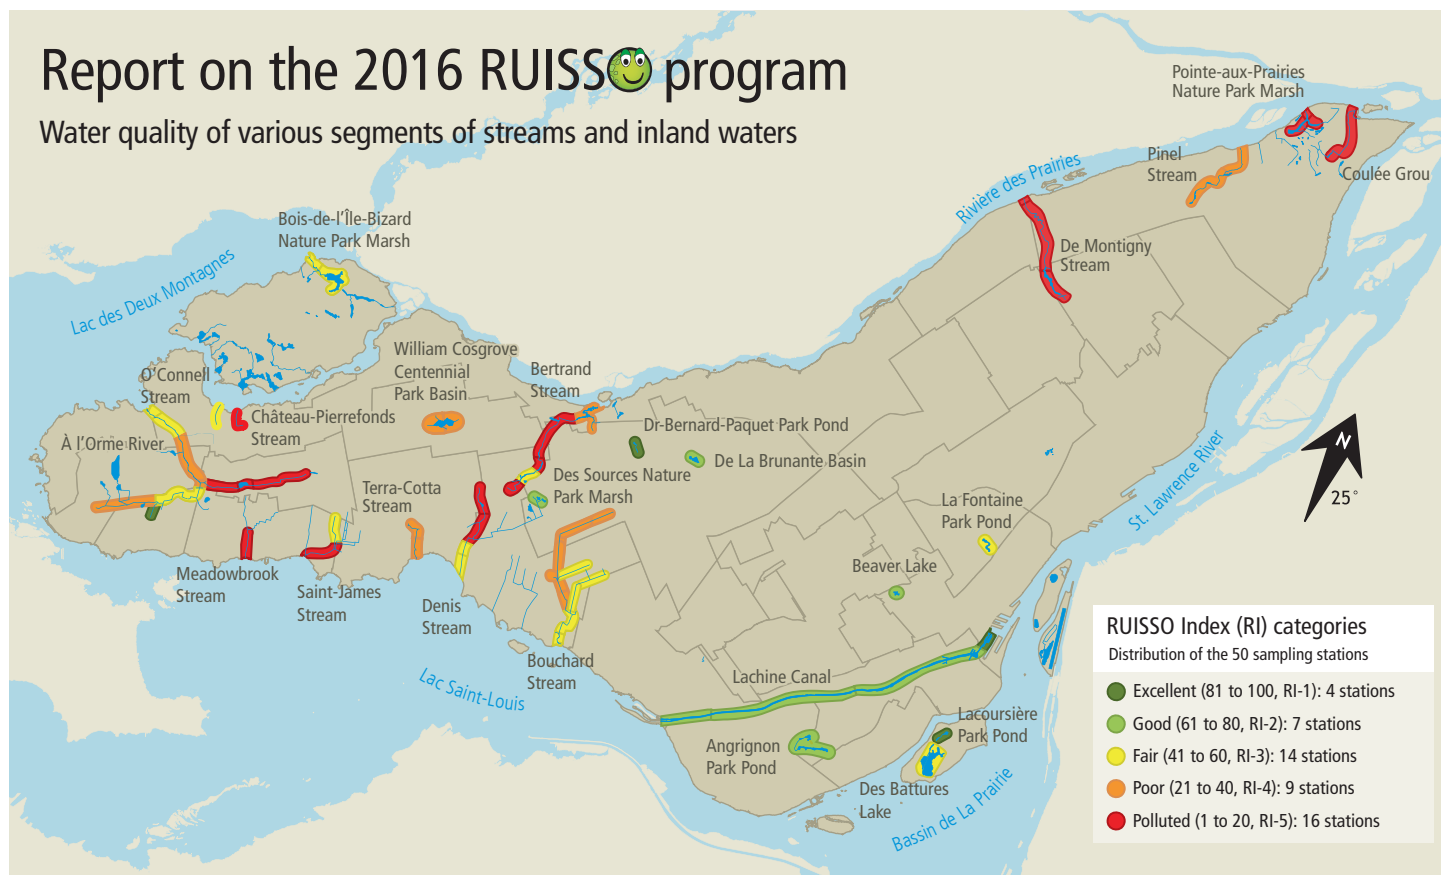 Report on the 2016 RUISSO program
Water quality of various segments of streams and inland waters
Pointe-aux-Prairies
Nature Park Marsh
Pinel
Stream
Coulée Grou
Rivière des Prairies
De Montigny
Stream
Bois-de-l'Île-Bizard
Nature Park Marsh
Lac des Deux Montagnes
William Cosgrove
Centennial
Park Basin
Bertrand
Stream
O'Connell
Stream
Château-Pierrefonds
Stream
À l'Orme River
Dr-Bernard-Paquet Park Pond
De La Brunante Basin
Des Sources Nature
Park Marsh
Terra-Cotta
Stream
La Fontaine
Park Pond
St. Lawrence River
N
25°
Beaver Lake
Meadowbrook
Stream
Saint-James
Stream
Denis
Stream
Bouchard
Stream
Lac Saint-Louis
Lachine Canal
Angrignon
Park Pond
Lacoursière
Park Pond
Des Battures
Lake
Bassin de La Prairie
RUISSO Index (RI) categories
Distribution of the 50 sampling stations
Excellent (81 to 100, RI-1): 4 stations
Good (61 to 80, RI-2): 7 stations
Fair (41 to 60, RI-3): 14 stations
Poor (21 to 40, RI-4): 9 stations
Polluted (1 to 20, RI-5): 16 stations